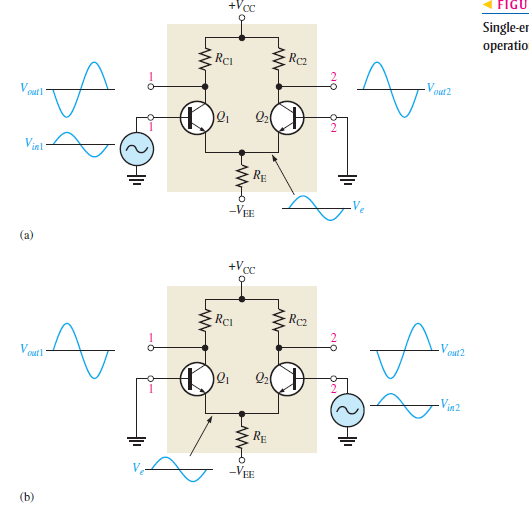 +VCC
◄ FIGU
Single-en
operatio
RC1
RC2
1
2
Vout1
Vout2
Q1
Q2
1
2
Vin1
RE
–VEE
Ve
(a)
+VCC
RC1
RC2
1
2
Vout1
Vout2
Q1
Q2
1
2
Vin2
RE
Ve
–VEE
(b)